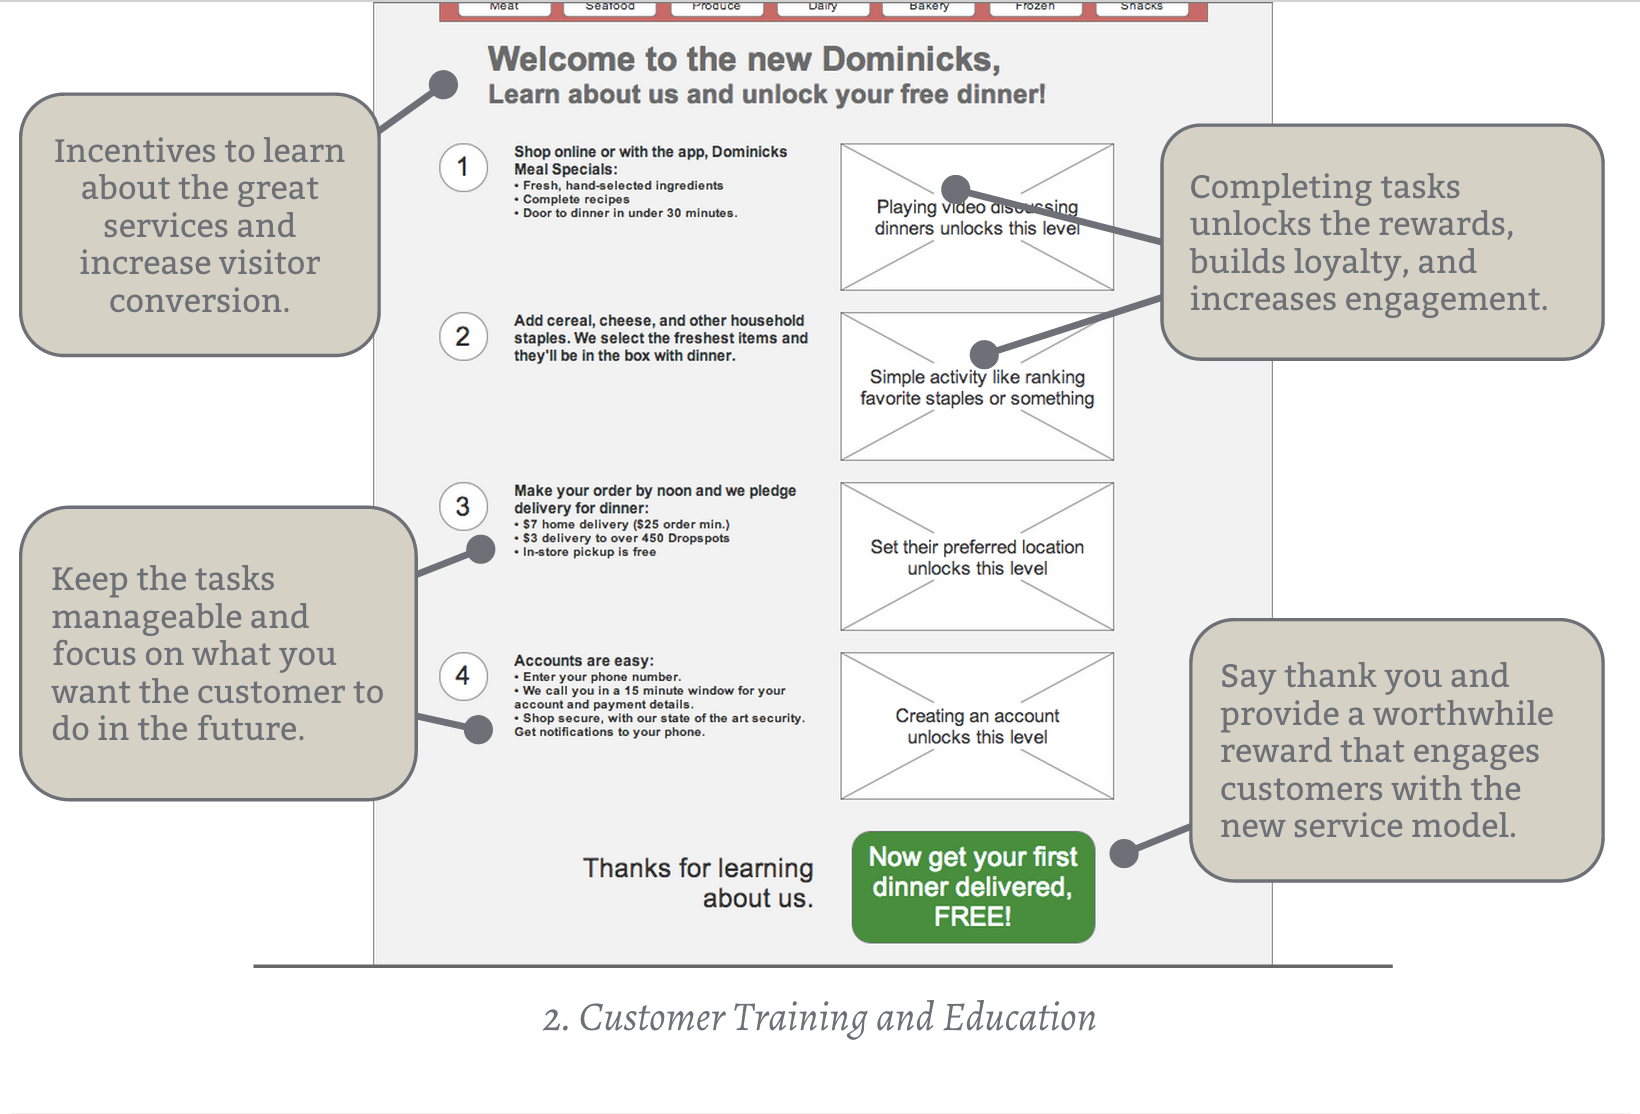 Meat Seafood Produce Dairy Bakery Frozen Snacks
Welcome to the new Dominicks,
Learn about us and unlock your free dinner!
Incentives to learn
about the great
services and
increase visitor
conversion.
1
Shop online or with the app, Dominicks
Meal Specials:
• Fresh, hand-selected ingredients
• Complete recipes
• Door to dinner in under 30 minutes.
Playing video discussing
dinners unlocks this level
Completing tasks
unlocks the rewards,
builds loyalty, and
increases engagement.
2
Add cereal, cheese, and other household
staples. We select the freshest items and
they'll be in the box with dinner.
Simple activity like ranking
favorite staples or something
3
Make your order by noon and we pledge
delivery for dinner:
• $7 home delivery ($25 order min.)
• $3 delivery to over 450 Dropspots
• In-store pickup is free
Set their preferred location
unlocks this level
Keep the tasks
manageable and
focus on what you
want the customer to
do in the future.
4
Accounts are easy:
• Enter your phone number.
• We call you in a 15 minute window for your
account and payment details.
• Shop secure, with our state of the art security.
Get notifications to your phone.
Creating an account
unlocks this level
Say thank you and
provide a worthwhile
reward that engages
customers with the
new service model.
Thanks for learning
about us.
Now get your first
dinner delivered,
FREE!
2. Customer Training and Education